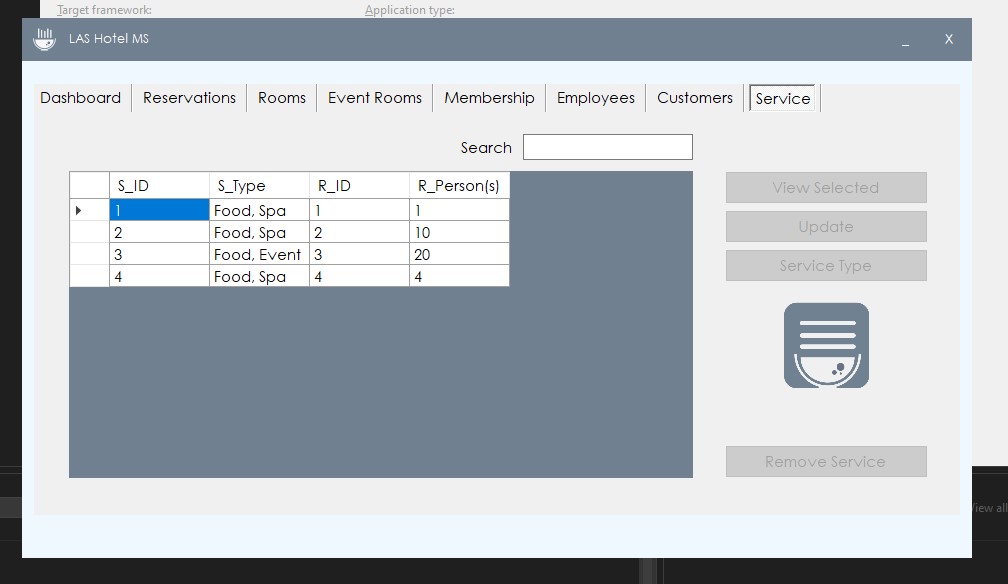 Target framework: Application type:
LAS Hotel MS _ X
Dashboard Reservations Rooms Event Rooms Membership Employees Customers Service
Search
S_ID S_Type R_ID R_Person(s)
1 Food, Spa 1 1
2 Food, Spa 2 10
3 Food, Event 3 20
4 Food, Spa 4 4
View Selected
Update
Service Type
Remove Service
View all